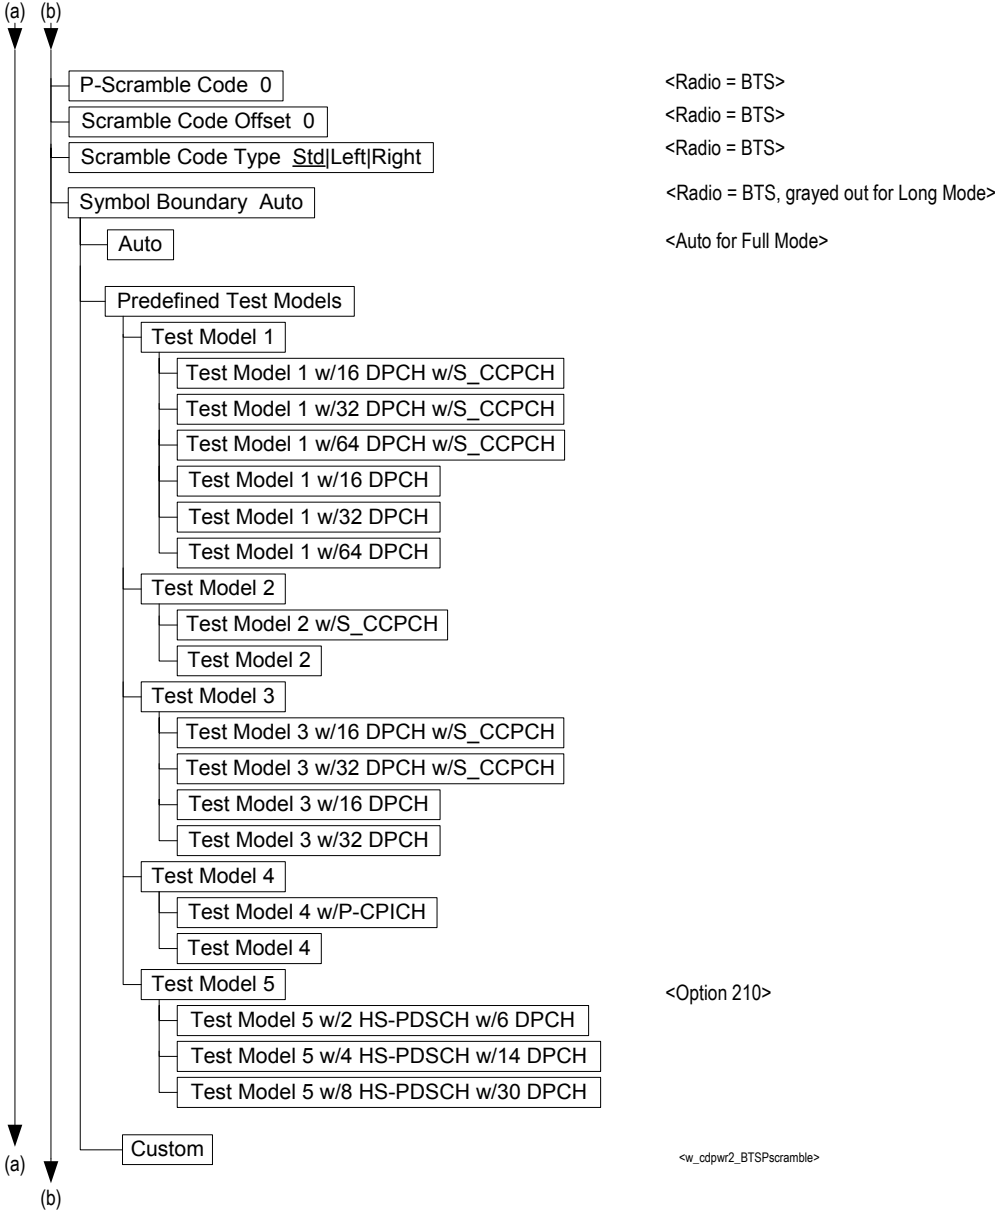 (a) (b)
P-Scramble Code 0 <Radio = BTS>
Scramble Code Offset 0 <Radio = BTS>
Scramble Code Type Std|Left|Right <Radio = BTS>
Symbol Boundary Auto <Radio = BTS, grayed out for Long Mode>
Auto <Auto for Full Mode>
Predefined Test Models
Test Model 1
Test Model 1 w/16 DPCH w/S_CCPCH
Test Model 1 w/32 DPCH w/S_CCPCH
Test Model 1 w/64 DPCH w/S_CCPCH
Test Model 1 w/16 DPCH
Test Model 1 w/32 DPCH
Test Model 1 w/64 DPCH
Test Model 2
Test Model 2 w/S_CCPCH
Test Model 2
Test Model 3
Test Model 3 w/16 DPCH w/S_CCPCH
Test Model 3 w/32 DPCH w/S_CCPCH
Test Model 3 w/16 DPCH
Test Model 3 w/32 DPCH
Test Model 4
Test Model 4 w/P-CPICH
Test Model 4
Test Model 5 <Option 210>
Test Model 5 w/2 HS-PDSCH w/6 DPCH
Test Model 5 w/4 HS-PDSCH w/14 DPCH
Test Model 5 w/8 HS-PDSCH w/30 DPCH
Custom <w_cdpwr2_BTSPscramble>
(a)
(b)